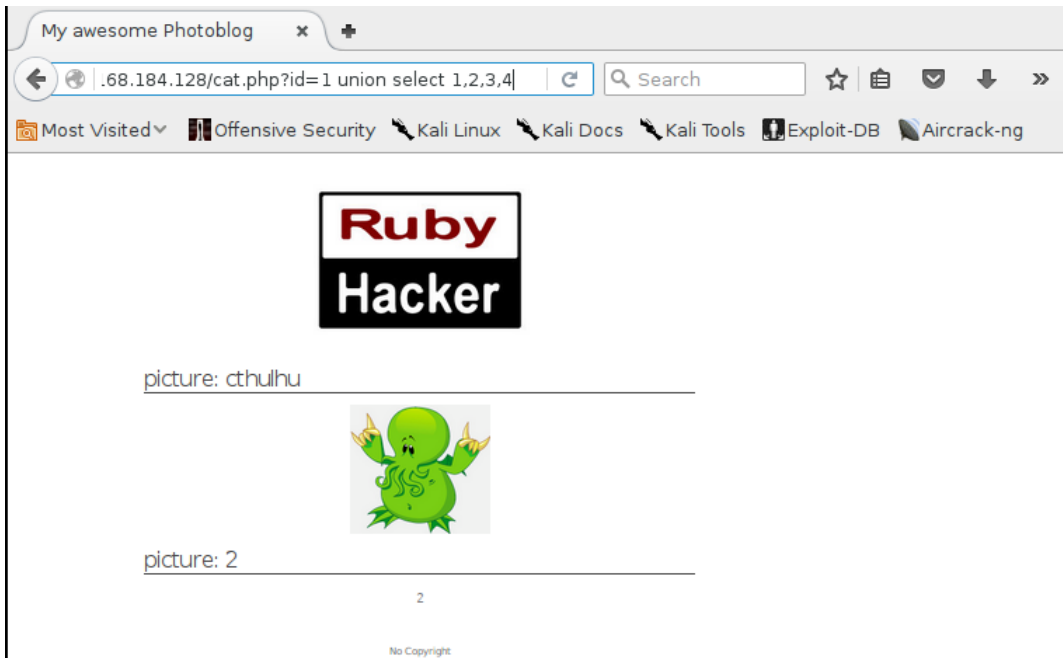 My awesome Photoblog
.68.184.128/cat.php?id=1 union select 1,2,3,4
Search
Most Visited Offensive Security Kali Linux Kali Docs Kali Tools Exploit-DB Aircrack-ng
Ruby
Hacker
picture: cthulhu
picture: 2
2
No Copyright